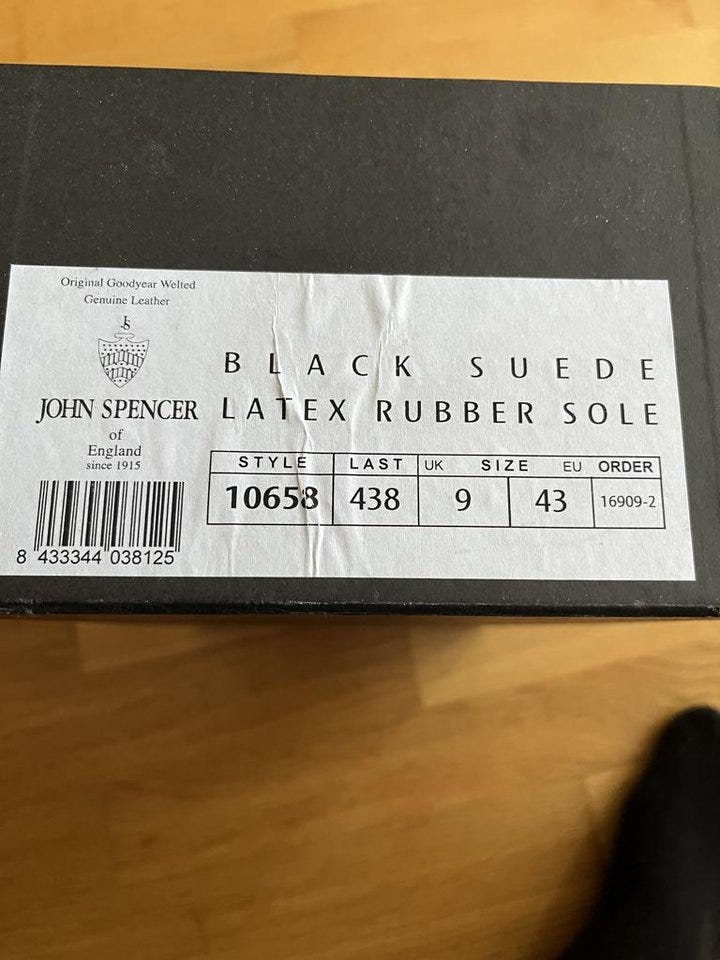 Original Goodyear Welted
Genuine Leather
JS
JOHN SPENCER
of
England
since 1915
8 433344 038125
BLACK SUEDE
LATEX RUBBER SOLE
STYLE LAST UK SIZE EU ORDER
10658 438 9 43 16909-2